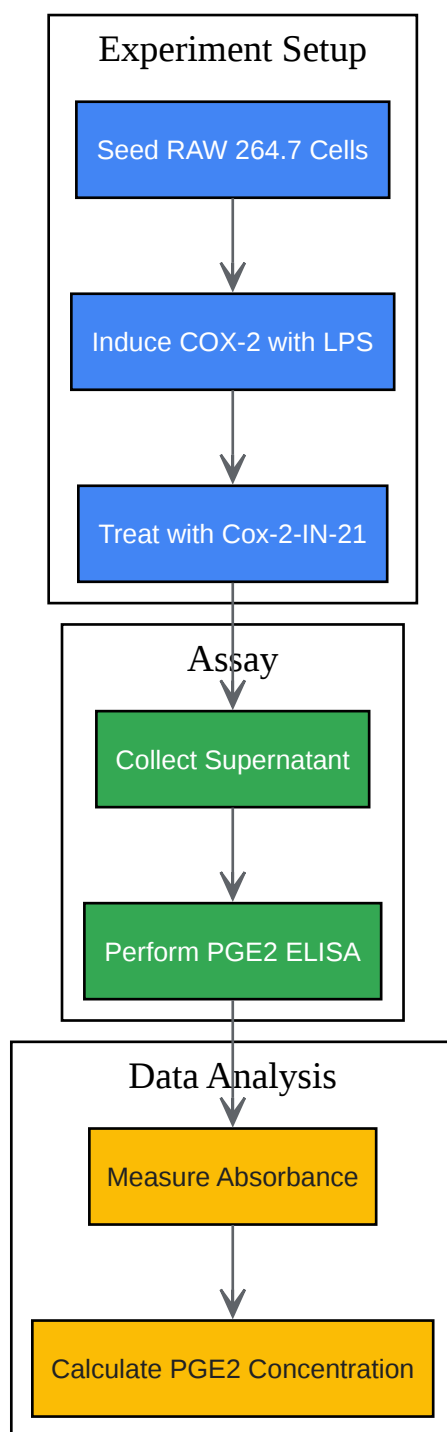 Experiment Setup
Seed RAW 264.7 Cells
Induce COX-2 with LPS
Treat with Cox-2-IN-21
Assay
Collect Supernatant
Perform PGE2 ELISA
Data Analysis
Measure Absorbance
Calculate PGE2 Concentration